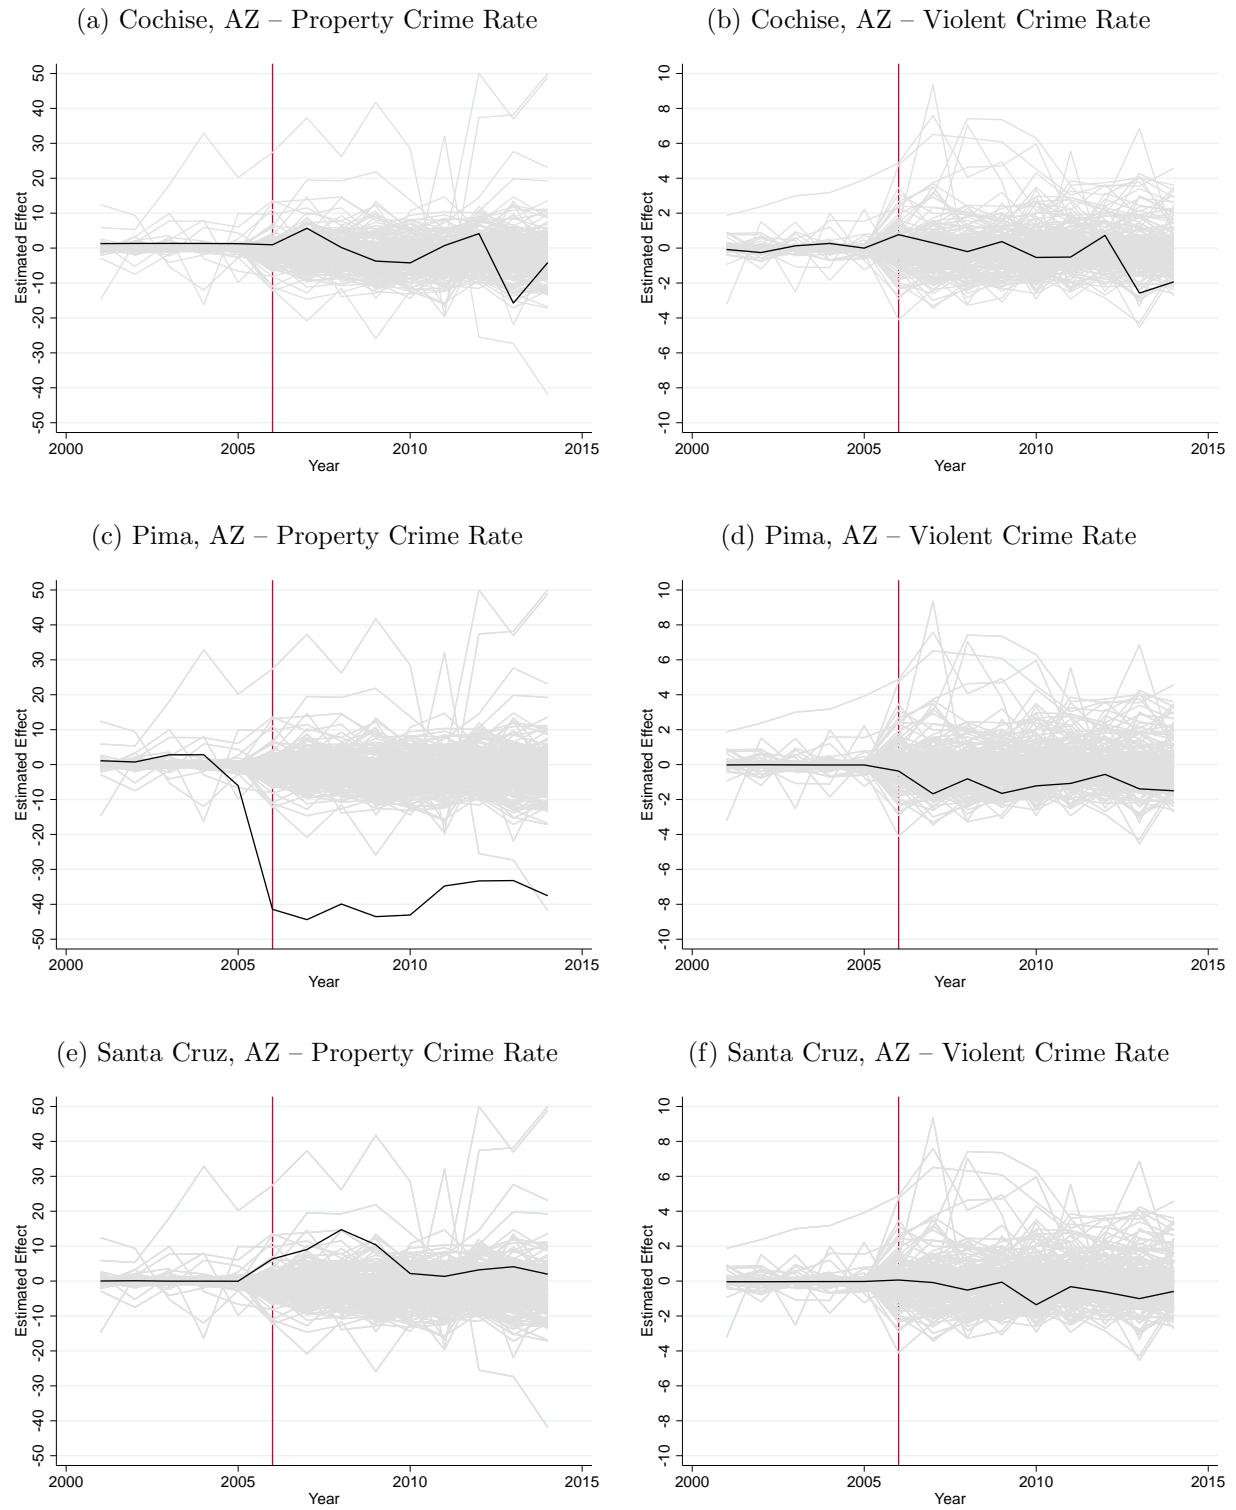 (a) Cochise, AZ – Property Crime Rate
Estimated Effect
50
40
30
20
10
0
-10
-20
-30
-40
-50
2000 2005 2010 2015
Year
(b) Cochise, AZ – Violent Crime Rate
Estimated Effect
10
8
6
4
2
0
-2
-4
-6
-8
-10
2000 2005 2010 2015
Year
(c) Pima, AZ – Property Crime Rate
Estimated Effect
50
40
30
20
10
0
-10
-20
-30
-40
-50
2000 2005 2010 2015
Year
(d) Pima, AZ – Violent Crime Rate
Estimated Effect
10
8
6
4
2
0
-2
-4
-6
-8
-10
2000 2005 2010 2015
Year
(e) Santa Cruz, AZ – Property Crime Rate
Estimated Effect
50
40
30
20
10
0
-10
-20
-30
-40
-50
2000 2005 2010 2015
Year
(f) Santa Cruz, AZ – Violent Crime Rate
Estimated Effect
10
8
6
4
2
0
-2
-4
-6
-8
-10
2000 2005 2010 2015
Year